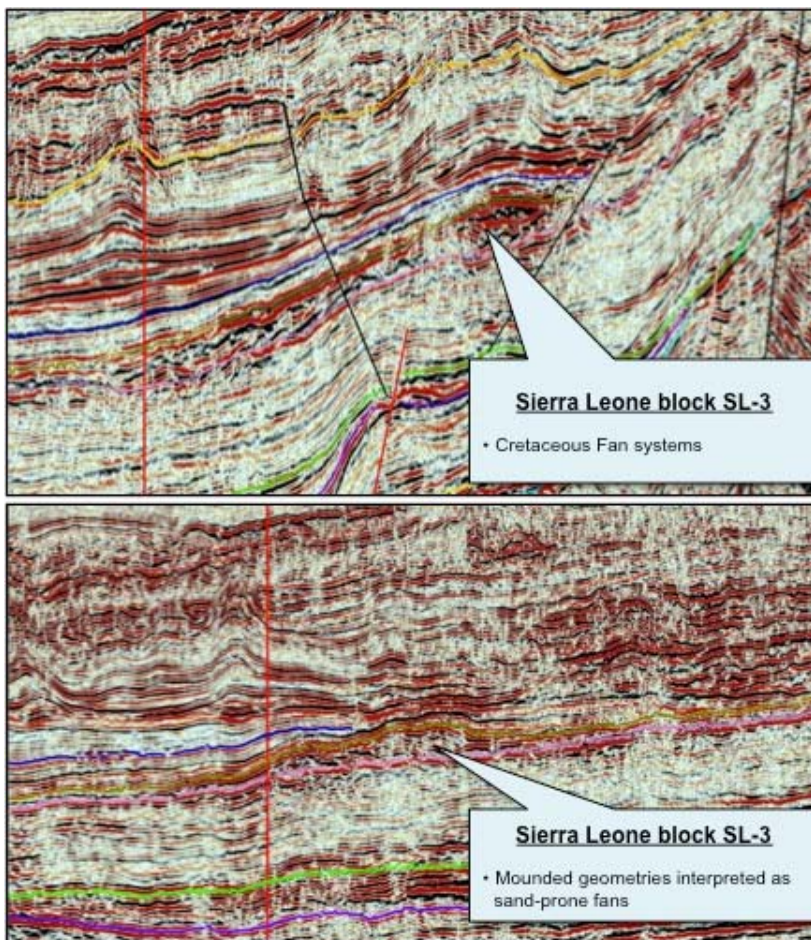 Sierra Leone block SL-3
• Cretaceous Fan systems
Sierra Leone block SL-3
• Mounded geometries interpreted as
sand-prone fans